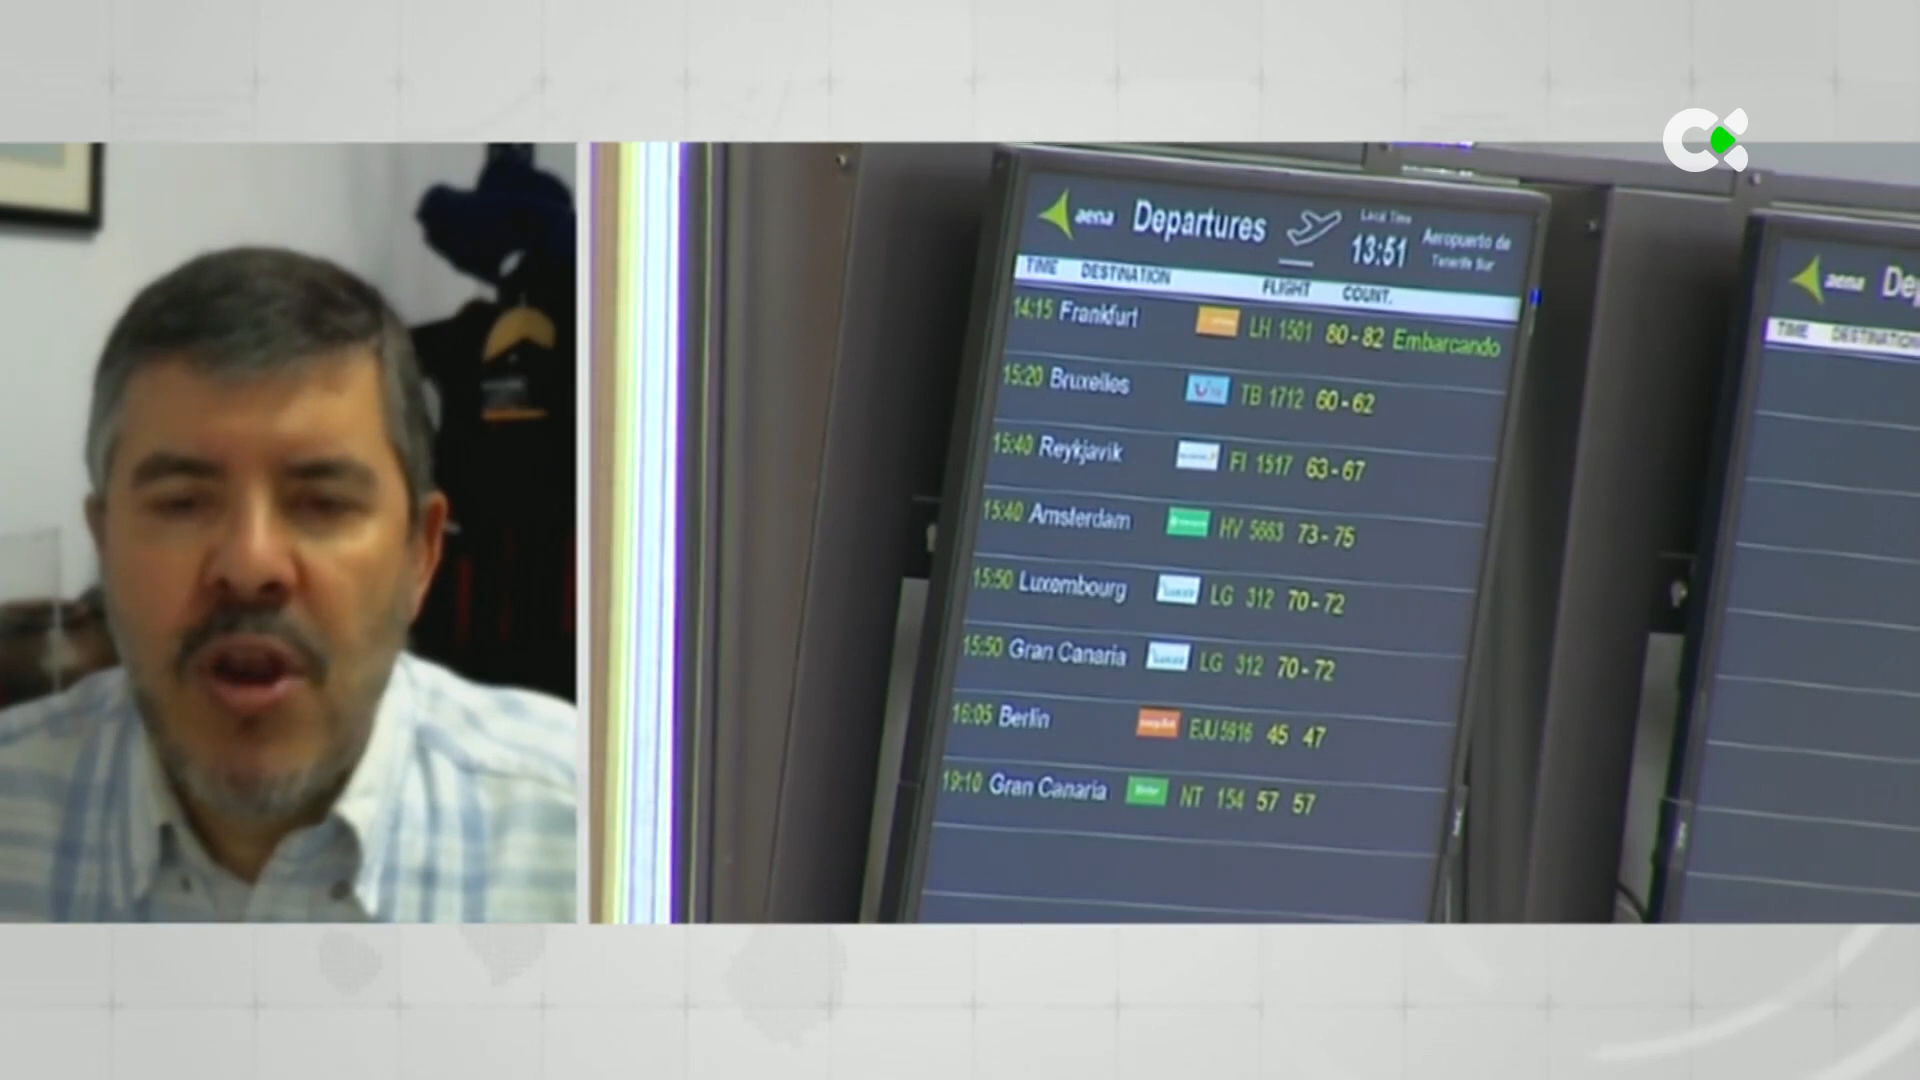 aena Departures Local Time 13:51 Aeropuerto de Tenerife Sur
TIME DESTINATION FLIGHT COUNT.
14:15 Frankfurt LH 1501 80-82 Embarcando
15:20 Bruxelles TB 1712 60-62
15:40 Reykjavik FI 1517 63-67
15:40 Amsterdam HV 5663 73-75
15:50 Luxembourg LG 312 70-72
15:50 Gran Canaria LG 312 70-72
16:05 Berlin EJU 5916 45 47
19:10 Gran Canaria NT 154 57 57
aena
TIME DESTINATION